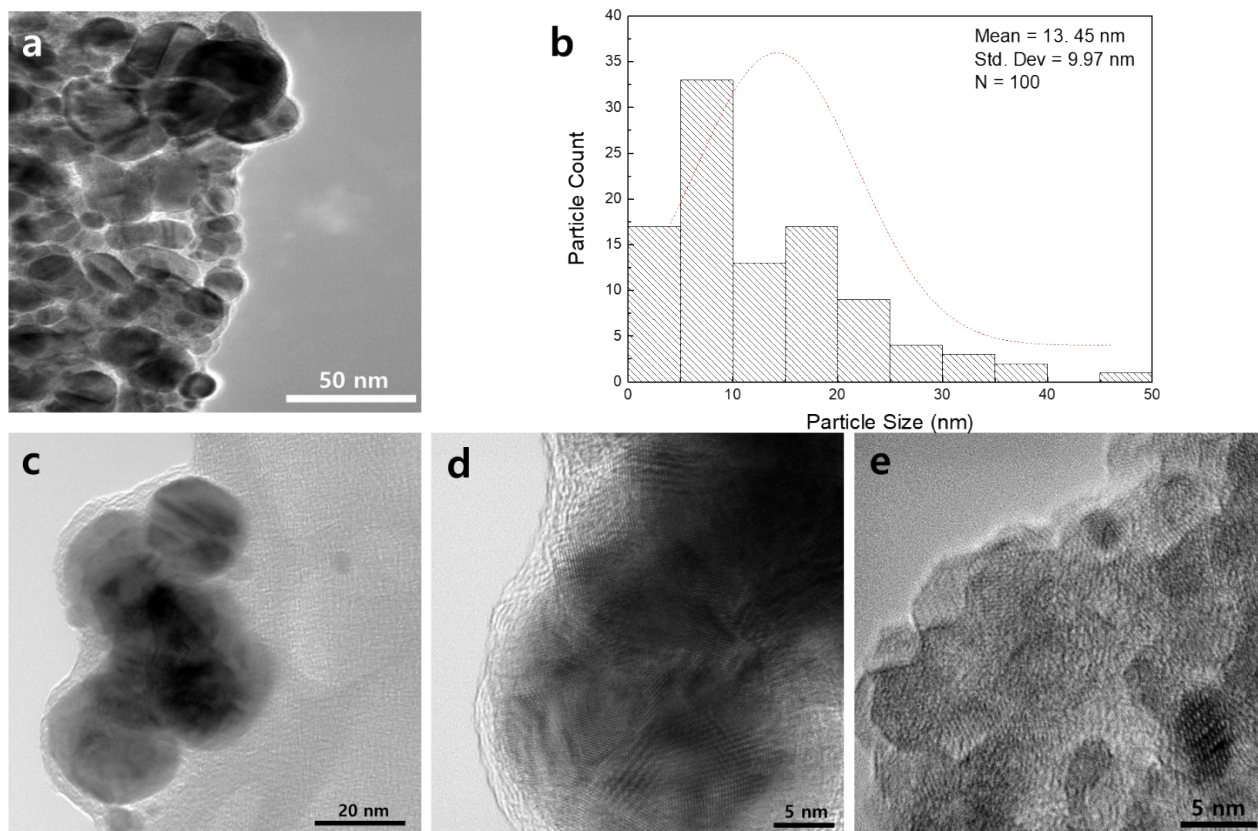 a
50 nm
b
Mean = 13. 45 nm
Std. Dev = 9.97 nm
N = 100
Particle Count
40
35
30
25
20
15
10
5
0
0 10 20 30 40 50
Particle Size (nm)
c
20 nm
d
5 nm
e
5 nm